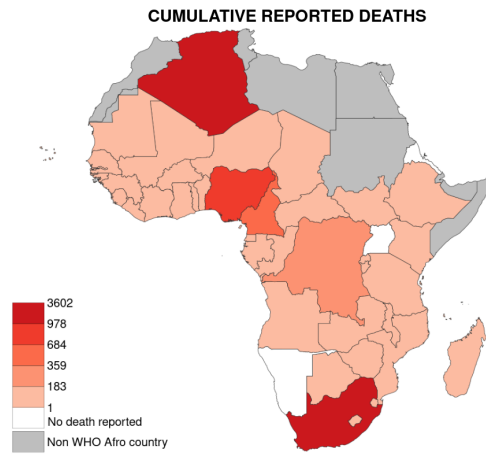 CUMULATIVE REPORTED DEATHS
3602
978
684
359
183
1
No death reported
Non WHO Afro country